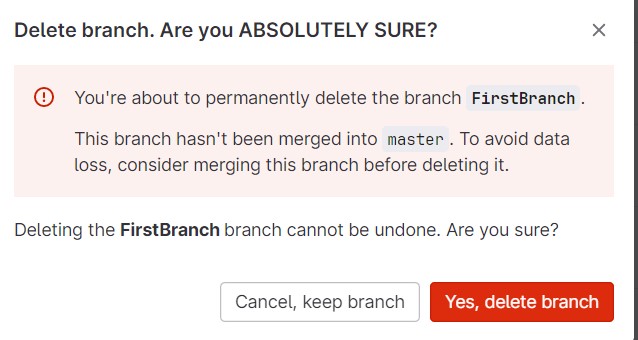 Delete branch. Are you ABSOLUTELY SURE?
You're about to permanently delete the branch FirstBranch.
This branch hasn't been merged into master. To avoid data
loss, consider merging this branch before deleting it.
Deleting the FirstBranch branch cannot be undone. Are you sure?
Cancel, keep branch
Yes, delete branch